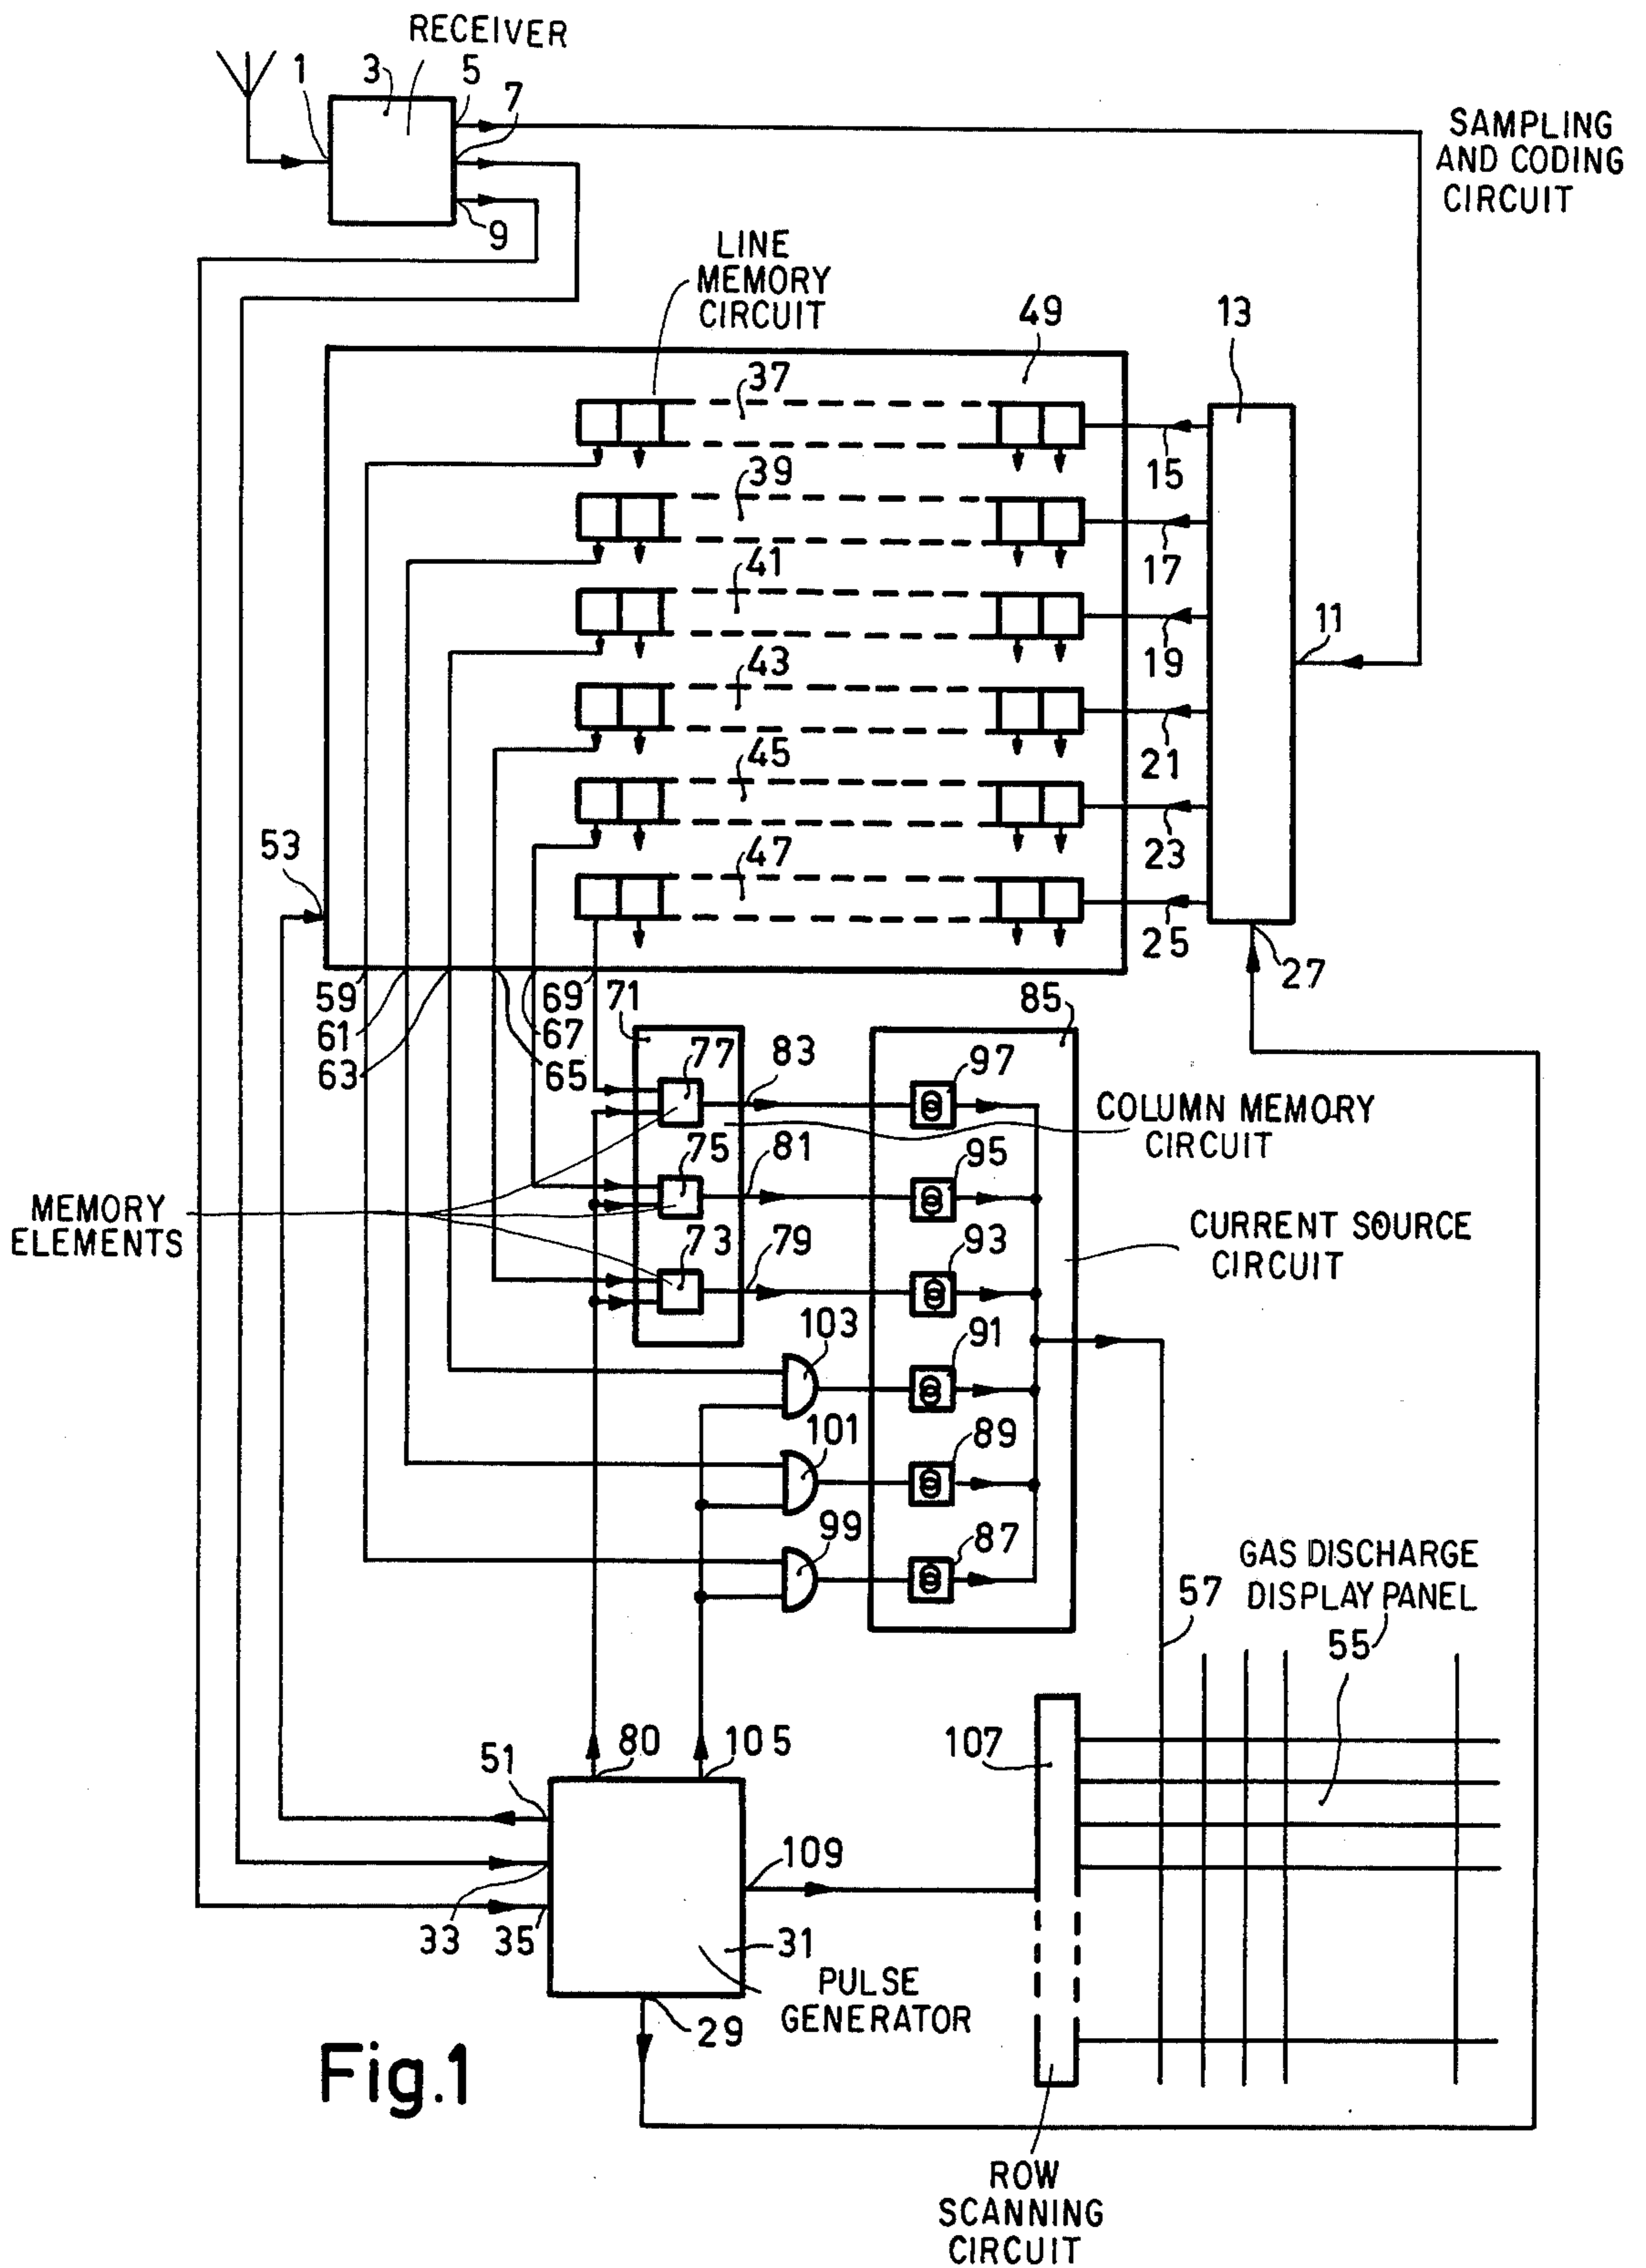 RECEIVER
1
3
5
7
9
SAMPLING
AND CODING
CIRCUIT
LINE
MEMORY
CIRCUIT
49
13
37
15
39
17
41
11
19
43
21
45
23
53
47
25
27
59
69
71
85
61
67
63
65
77
83
97
COLUMN MEMORY
CIRCUIT
75
81
95
MEMORY
ELEMENTS
CURRENT SOURCE
CIRCUIT
73
79
93
103
91
101
89
99
87
GAS DISCHARGE
DISPLAY PANEL
57
55
80
105
107
51
109
33
35
31
PULSE
GENERATOR
29
Fig.1
ROW
SCANNING
CIRCUIT